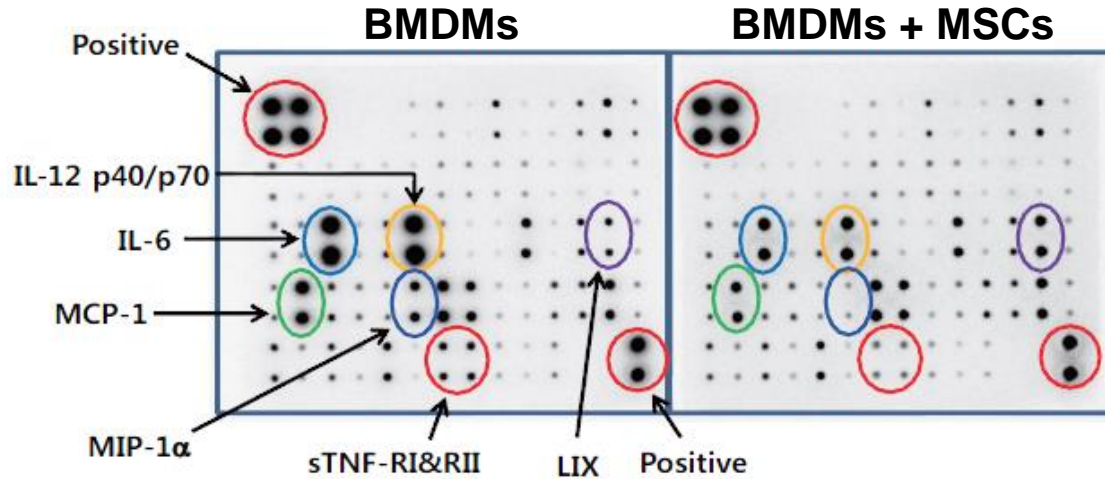 BMDMs
BMDMs + MSCs
Positive
IL-12 p40/p70
IL-6
MCP-1
MIP-1α
sTNF-RI&RII
LIX
Positive